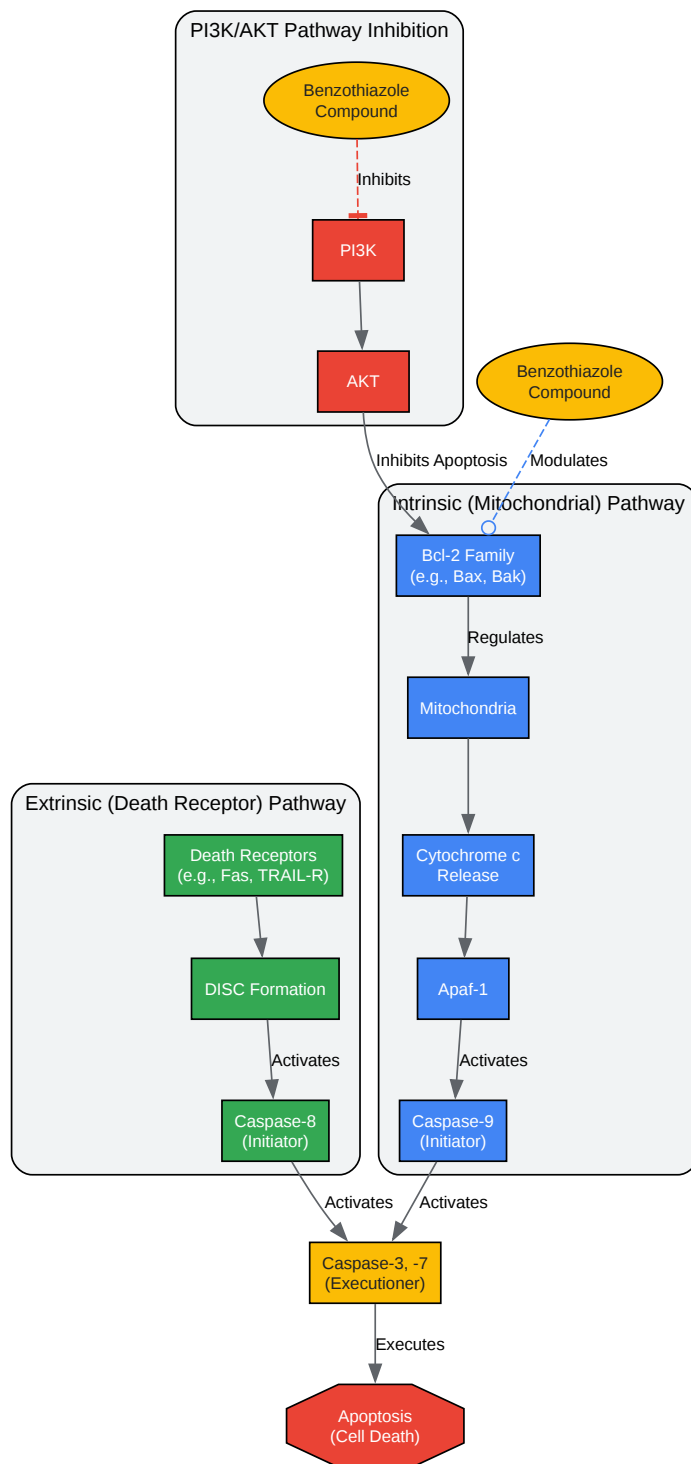 PI3K/AKT Pathway Inhibition
Benzothiazole
Compound
Inhibits
PI3K
AKT
Benzothiazole
Compound
Inhibits Apoptosis
Modulates
Intrinsic (Mitochondrial) Pathway
Bcl-2 Family
(e.g., Bax, Bak)
Regulates
Mitochondria
Extrinsic (Death Receptor) Pathway
Death Receptors
(e.g., Fas, TRAIL-R)
Cytochrome c
Release
DISC Formation
Apaf-1
Activates
Activates
Caspase-8
(Initiator)
Caspase-9
(Initiator)
Activates
Activates
Caspase-3, -7
(Executioner)
Executes
Apoptosis
(Cell Death)